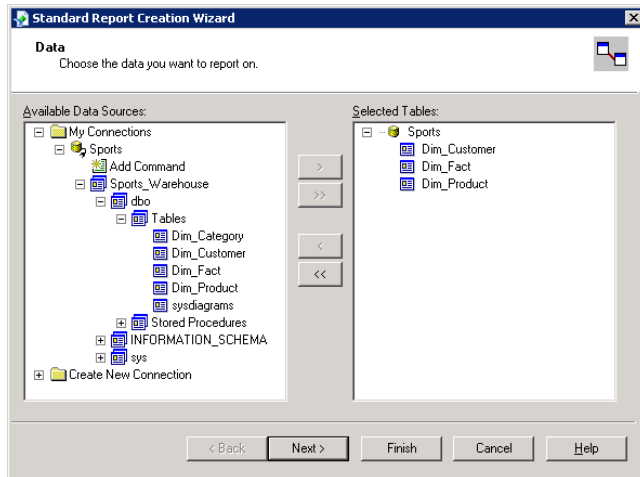 Standard Report Creation Wizard
Data
Choose the data you want to report on.
Available Data Sources:
My Connections
Sports
Add Command
Sports_Warehouse
dbo
Tables
Dim_Category
Dim_Customer
Dim_Fact
Dim_Product
sysdiagrams
Stored Procedures
INFORMATION_SCHEMA
sys
Create New Connection
>
>>
<
<<
Selected Tables:
Sports
Dim_Customer
Dim_Fact
Dim_Product
< Back
Next >
Finish
Cancel
Help